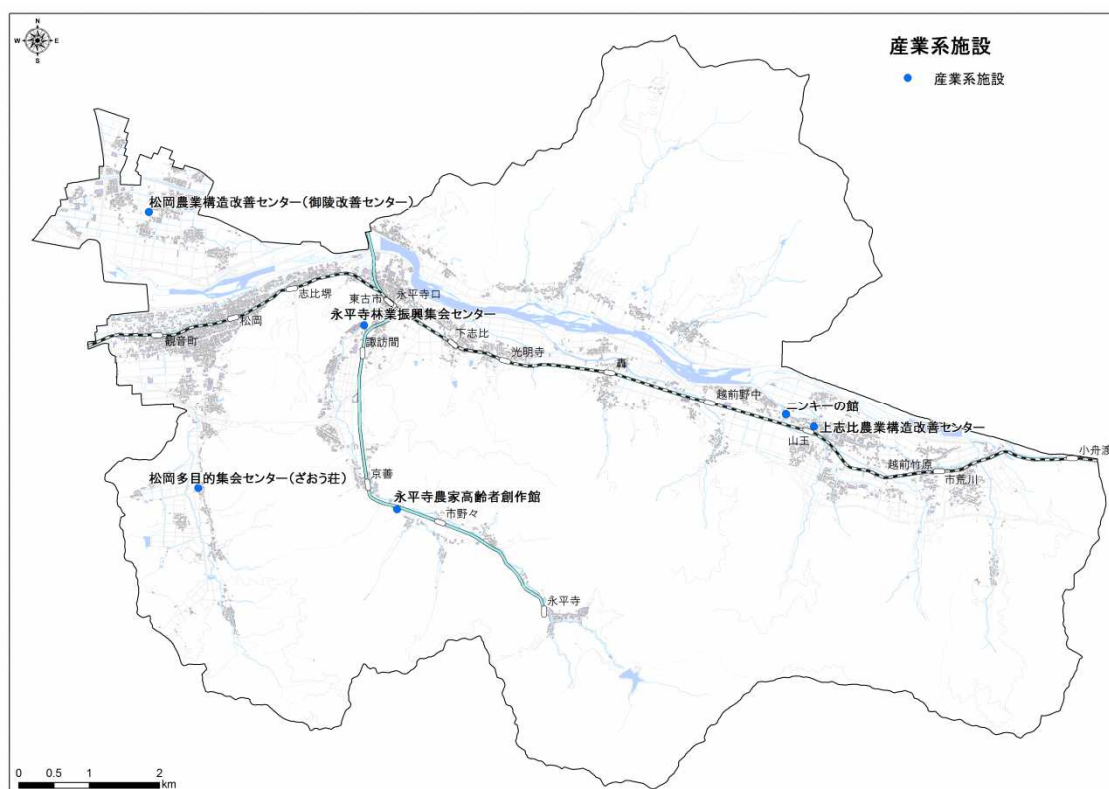 N
W
E
S
産業系施設
産業系施設
松岡農業構造改善センター(御陵改善センター)
志比堺
東古市
永平寺口
松岡
永平寺林業振興集会センター
観音町
諏訪間
下志比
光明寺
轟
越前野中
ニンキーの館
上志比農業構造改善センター
山王
小舟渡
越前竹原
市荒川
京善
松岡多目的集会センター(ざおう荘)
永平寺農家高齢者創作館
市野々
永平寺
0 0.5 1 2
km